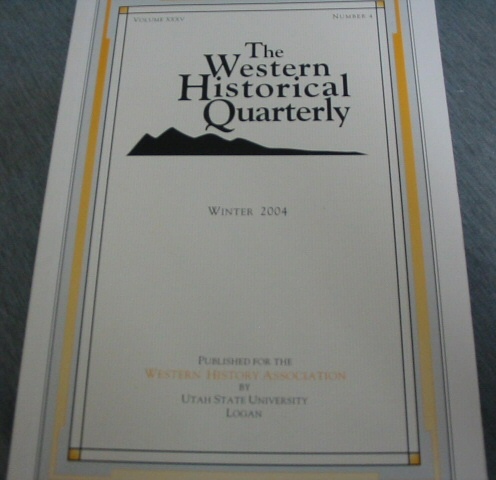 VOLUME XXXV NUMBER 4
The
Western
Historical
Quarterly
WINTER 2004
PUBLISHED FOR THE
WESTERN HISTORY ASSOCIATION
BY
UTAH STATE UNIVERSITY
LOGAN